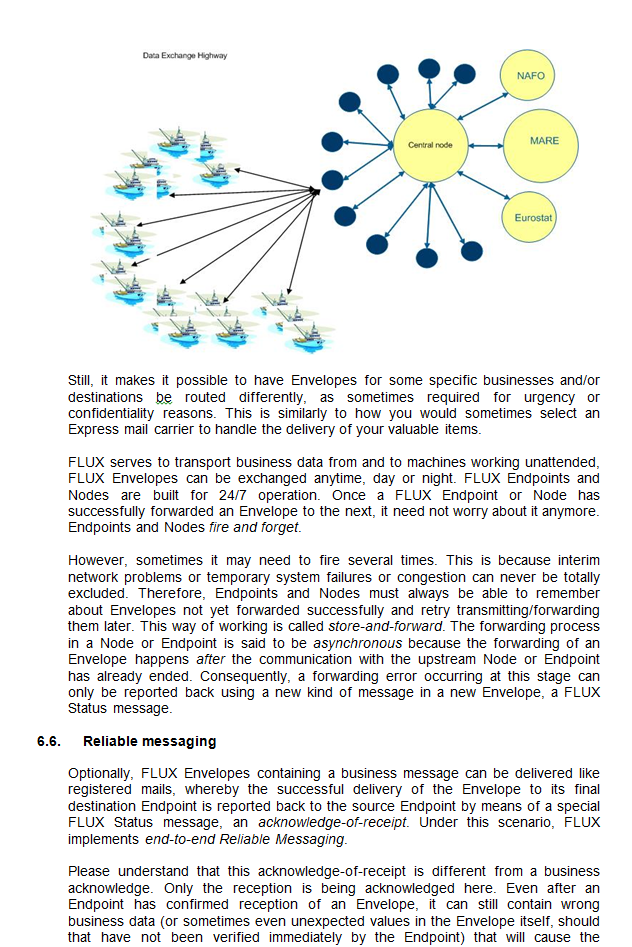 Data Exchange Highway
NAFO
Central node
MARE
Eurostat
Still, it makes it possible to have Envelopes for some specific businesses and/or
destinations be routed differently, as sometimes required for urgency or
confidentiality reasons. This is similarly to how you would sometimes select an
Express mail carrier to handle the delivery of your valuable items.
FLUX serves to transport business data from and to machines working unattended,
FLUX Envelopes can be exchanged anytime, day or night. FLUX Endpoints and
Nodes are built for 24/7 operation. Once a FLUX Endpoint or Node has
successfully forwarded an Envelope to the next, it need not worry about it anymore.
Endpoints and Nodes fire and forget.
However, sometimes it may need to fire several times. This is because interim
network problems or temporary system failures or congestion can never be totally
excluded. Therefore, Endpoints and Nodes must always be able to remember
about Envelopes not yet forwarded successfully and retry transmitting/forwarding
them later. This way of working is called store-and-forward. The forwarding process
in a Node or Endpoint is said to be asynchronous because the forwarding of an
Envelope happens after the communication with the upstream Node or Endpoint
has already ended. Consequently, a forwarding error occurring at this stage can
only be reported back using a new kind of message in a new Envelope, a FLUX
Status message.
6.6. Reliable messaging
Optionally, FLUX Envelopes containing a business message can be delivered like
registered mails, whereby the successful delivery of the Envelope to its final
destination Endpoint is reported back to the source Endpoint by means of a special
FLUX Status message, an acknowledge-of-receipt. Under this scenario, FLUX
implements end-to-end Reliable Messaging.
Please understand that this acknowledge-of-receipt is different from a business
acknowledge. Only the reception is being acknowledged here. Even after an
Endpoint has confirmed reception of an Envelope, it can still contain wrong
business data (or sometimes even unexpected values in the Envelope itself, should
that have not been verified immediately by the Endpoint) that will cause the